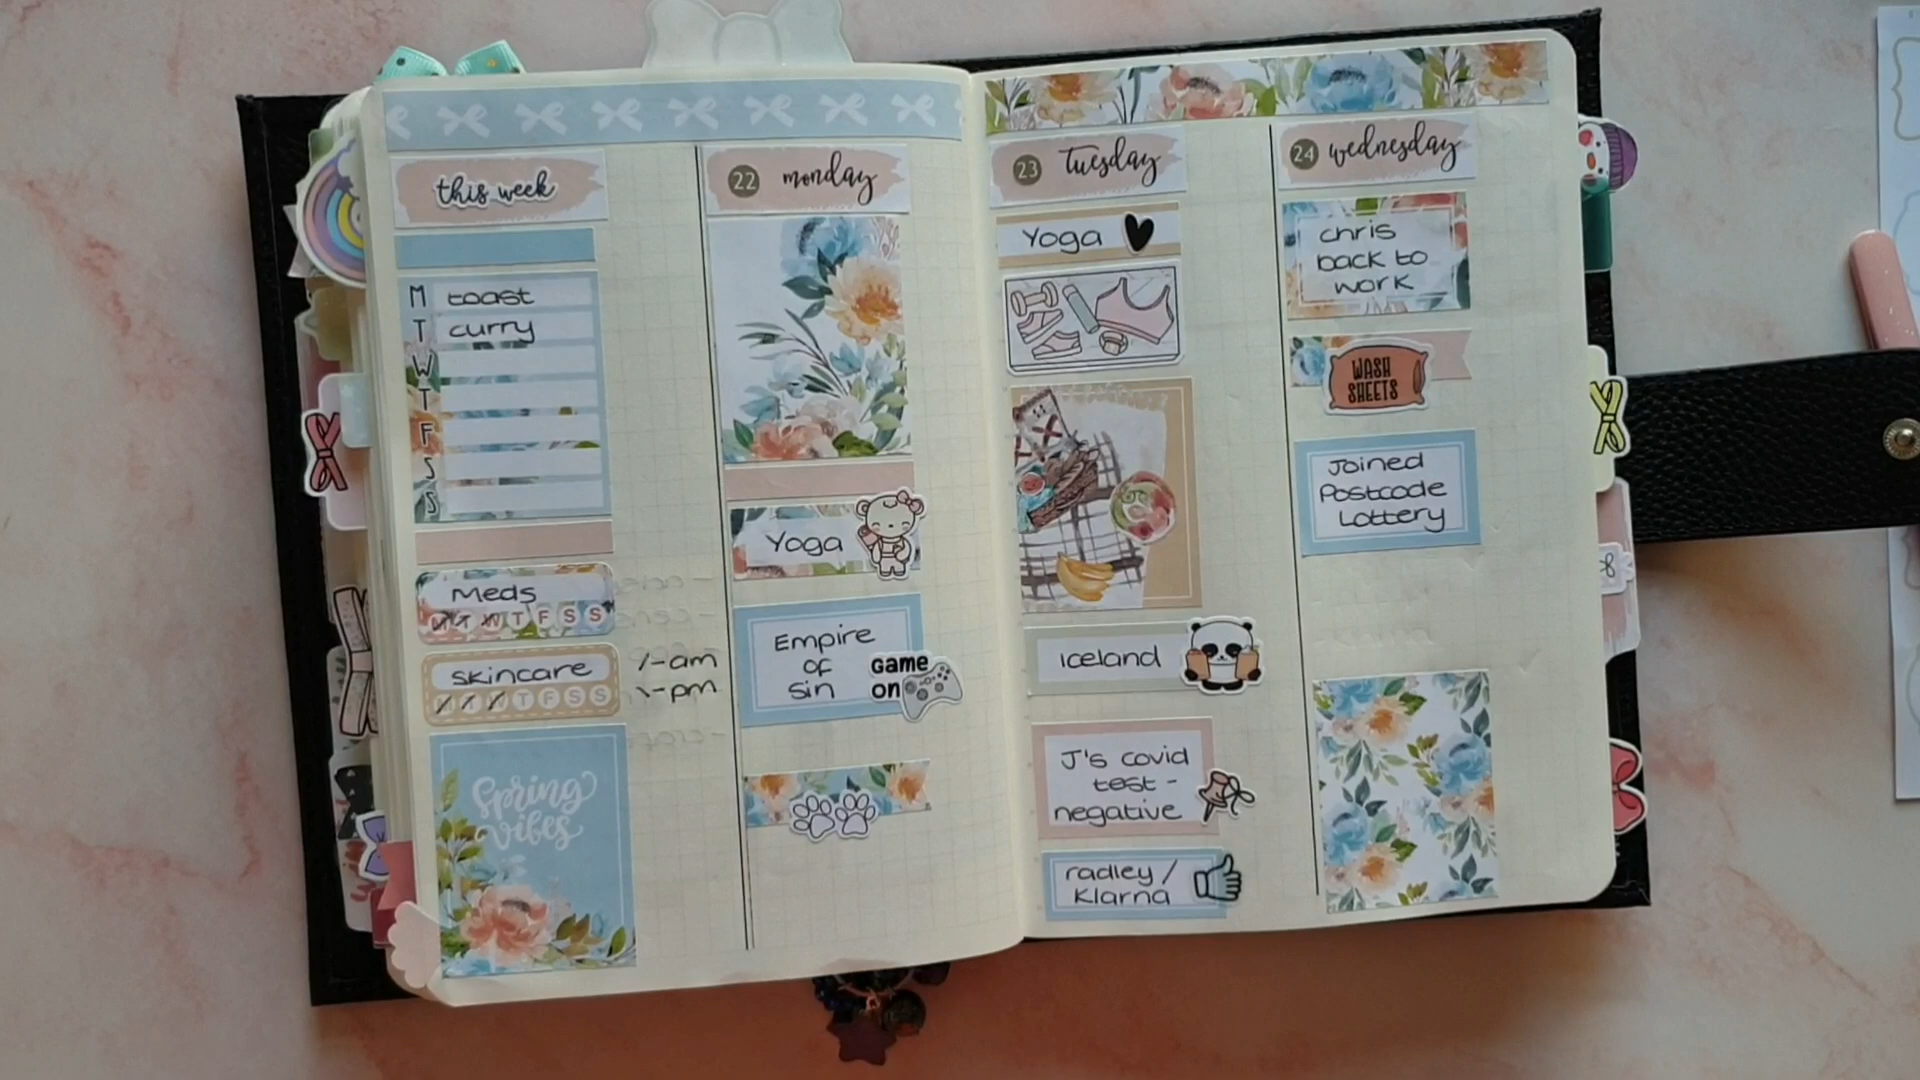 this week
M toast
T curry
W
T
F
S
S
Meds
M T W T F S S
skincare
M T W T F S S
/-am
\-pm
Spring
vibes
22 monday
Yoga
Empire
of
Sin
GAME
ON
23 tuesday
Yoga
Iceland
J's covid
test -
negative
radley /
Klarna
24 wednesday
chris
back to
work
WASH
SHEETS
Joined
Postcode
Lottery